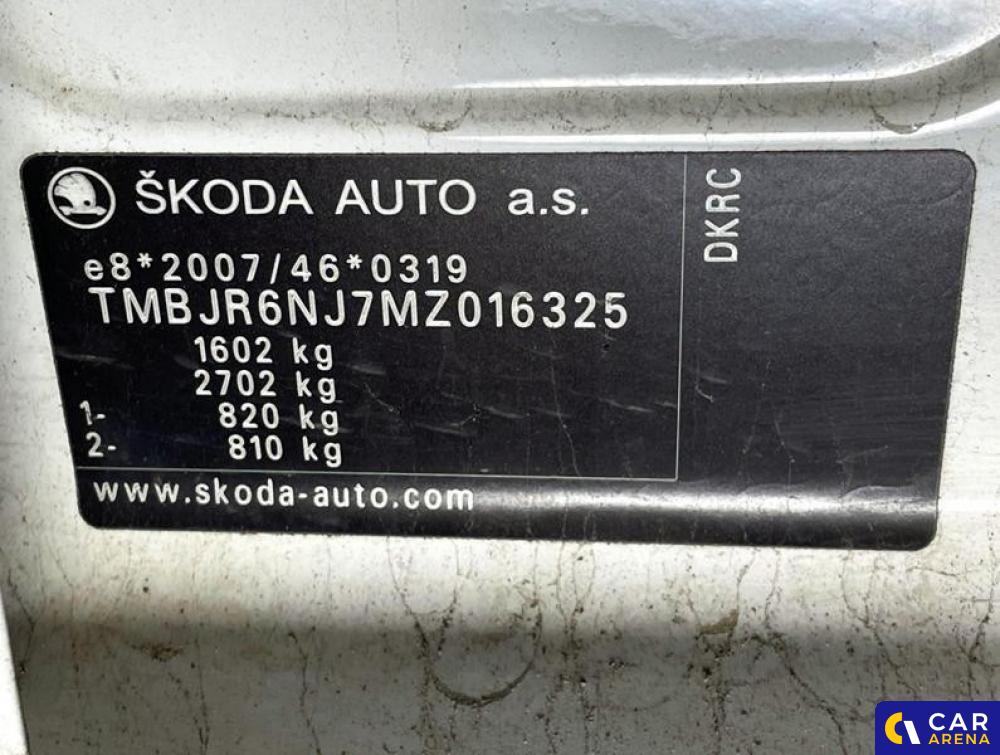 ŠKODA AUTO a.s.
e8*2007/46*0319
TMBJR6NJ7MZ016325
1602 kg
2702 kg
1- 820 kg
2- 810 kg
www.skoda-auto.com
DKRC
CAR
ARENA